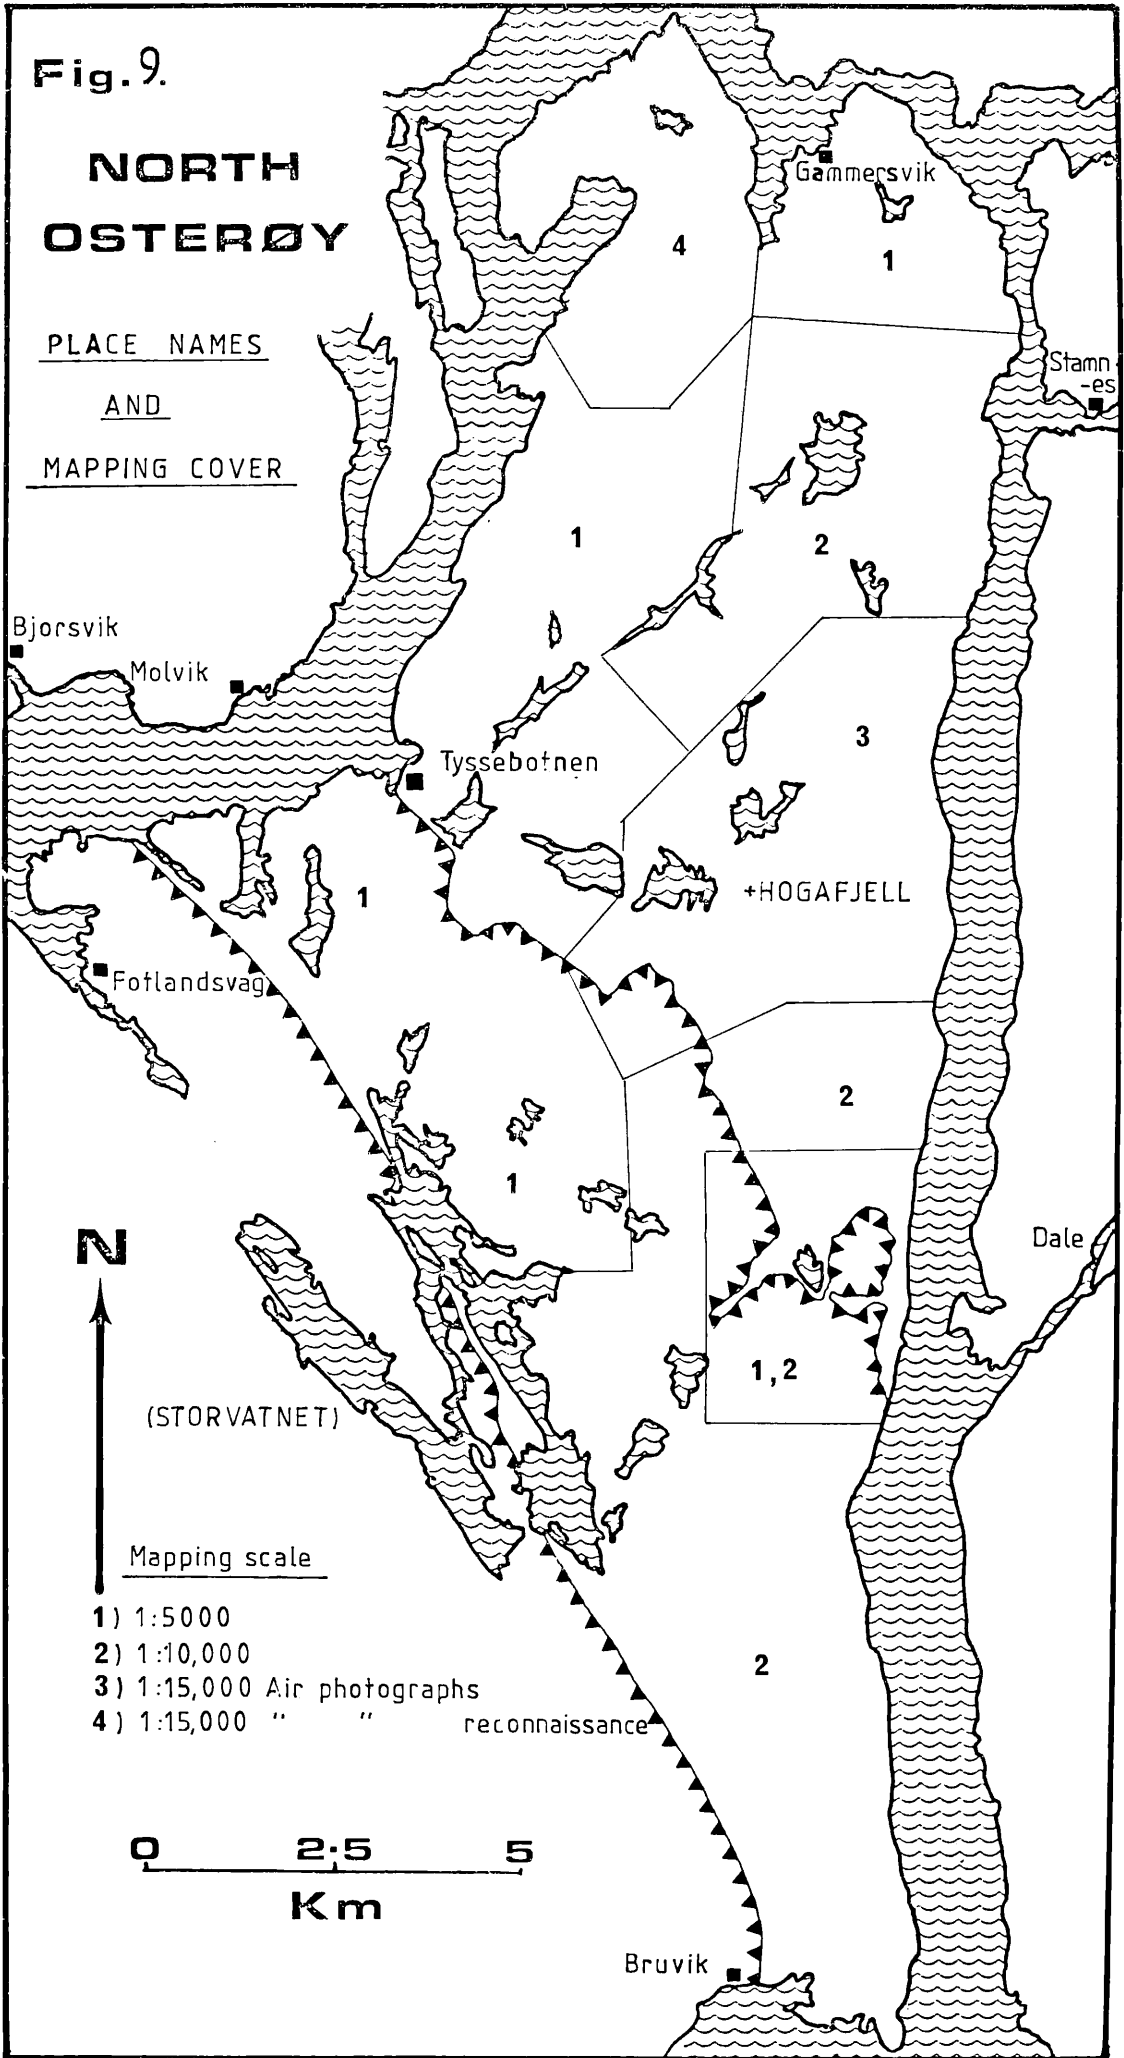 Fig. 9.
NORTH
OSTERØY
PLACE NAMES
AND
MAPPING COVER
Gammersvik
4
1
Stamn
-es
1
2
Bjorsvik
Molvik
3
Tyssebotnen
1
+HOGAFJELL
Fotlandsvag
2
1
N
Dale
1,2
(STORVATNET)
Mapping scale
1) 1:5000
2) 1:10,000
3) 1:15,000 Air photographs
4) 1:15,000 " " reconnaissance
2
0 2·5 5
Km
Bruvik